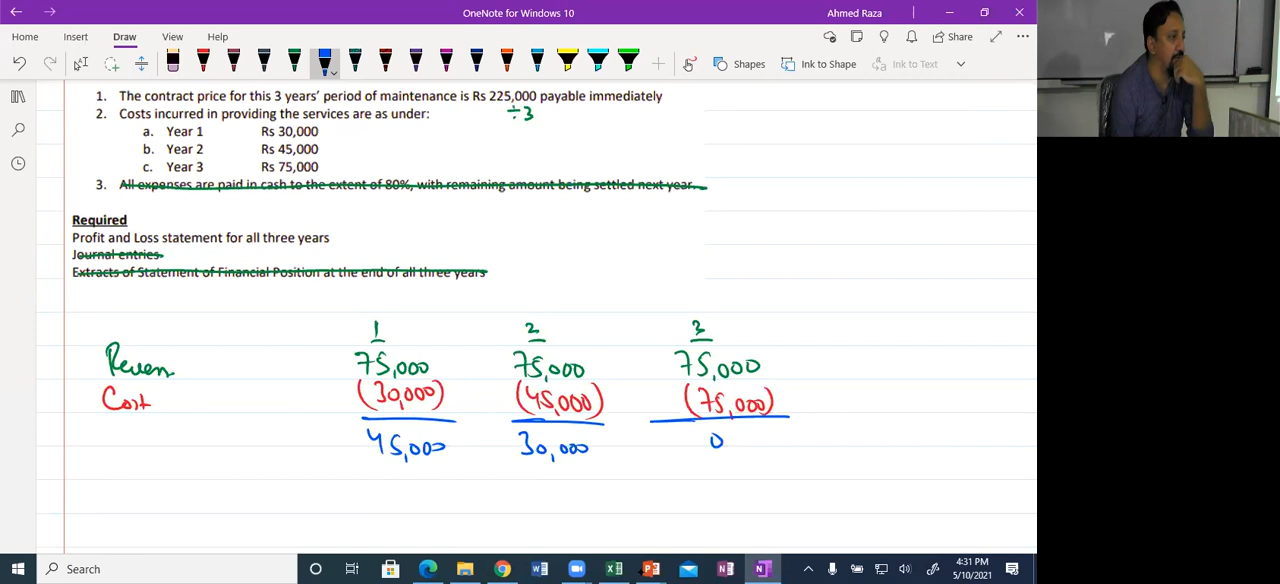 OneNote for Windows 10
Ahmed Raza
Home Insert Draw View Help
Share
Shapes Ink to Shape Ink to Text
1. The contract price for this 3 years' period of maintenance is Rs 225,000 payable immediately
÷3
2. Costs incurred in providing the services are as under:
a. Year 1 Rs 30,000
b. Year 2 Rs 45,000
c. Year 3 Rs 75,000
3. All expenses are paid in cash to the extent of 80%, with remaining amount being settled next year.
Required
Profit and Loss statement for all three years
Journal entries
Extracts of Statement of Financial Position at the end of all three years
1 2 3
75,000 75,000 75,000
Cost (30,000) (45,000) (75,000)
45,000 30,000 0
Search
4:31 PM
5/10/2021